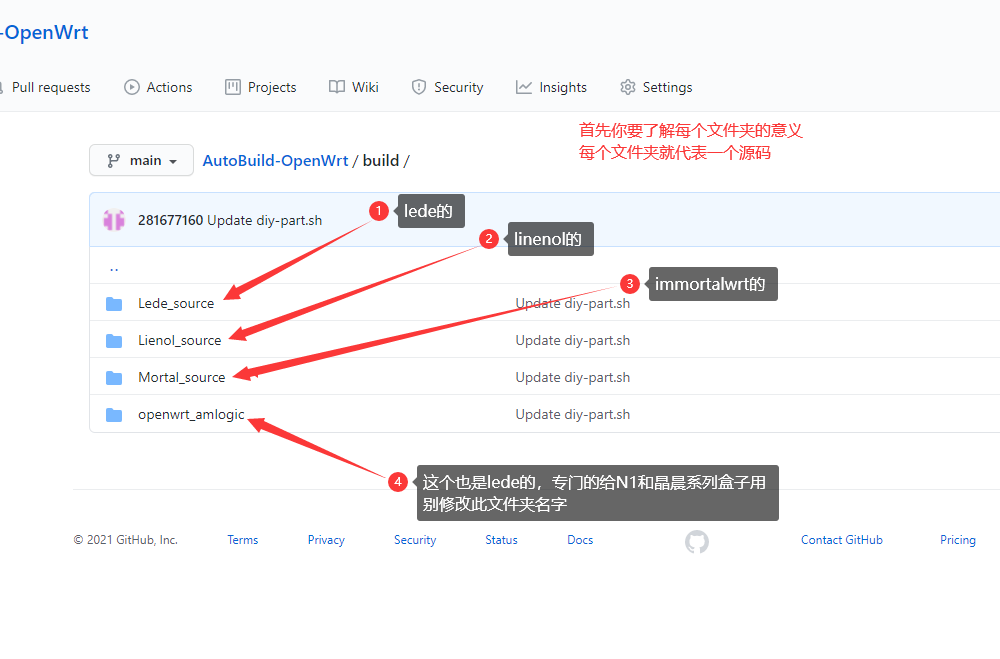 -OpenWrt
Pull requests
Actions
Projects
Wiki
Security
Insights
Settings
首先你要了解每个文件夹的意义
每个文件夹就代表一个源码
main
AutoBuild-OpenWrt / build /
281677160 Update diy-part.sh
1 lede的
2 linenol的
..
3 immortalwrt的
Lede_source
Update diy-part.sh
Lienol_source
Update diy-part.sh
Mortal_source
Update diy-part.sh
openwrt_amlogic
Update diy-part.sh
4 这个也是lede的，专门的给N1和晶晨系列盒子用
别修改此文件夹名字
© 2021 GitHub, Inc.
Terms
Privacy
Security
Status
Docs
Contact GitHub
Pricing